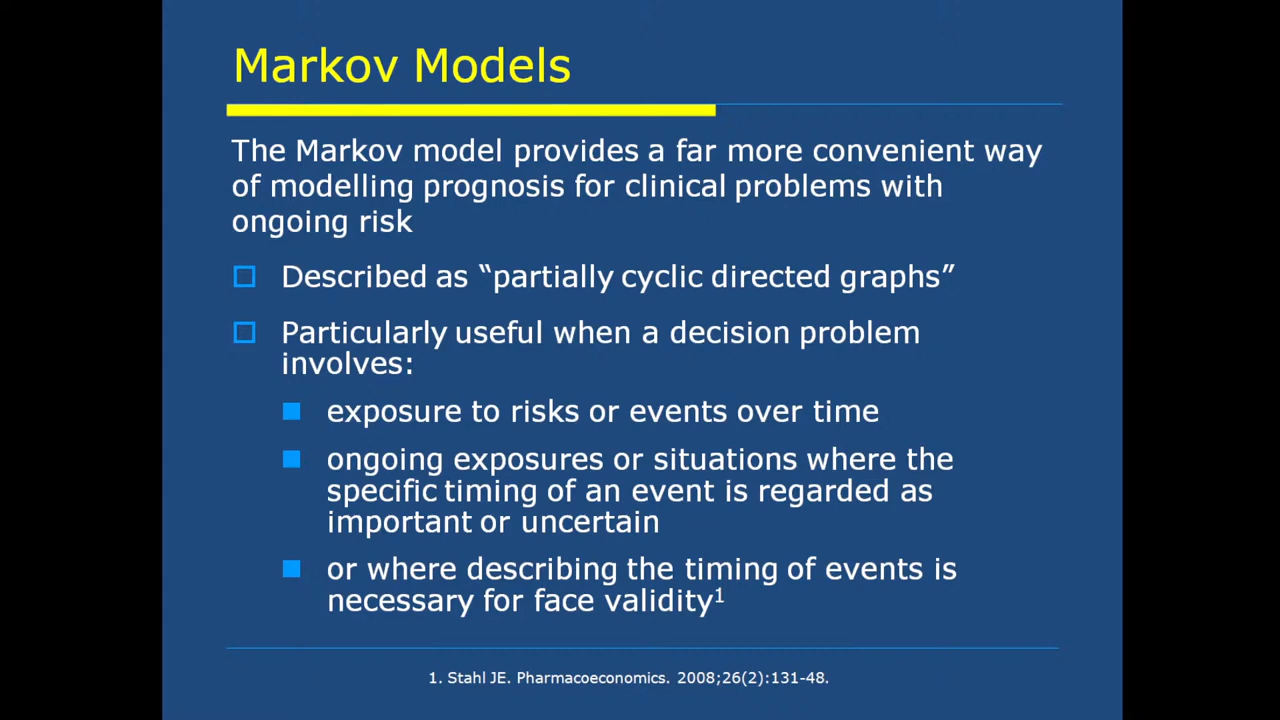 Markov Models
The Markov model provides a far more convenient way
of modelling prognosis for clinical problems with
ongoing risk
Described as “partially cyclic directed graphs”
Particularly useful when a decision problem
involves:
exposure to risks or events over time
ongoing exposures or situations where the
specific timing of an event is regarded as
important or uncertain
or where describing the timing of events is
necessary for face validity1
1. Stahl JE. Pharmacoeconomics. 2008;26(2):131-48.